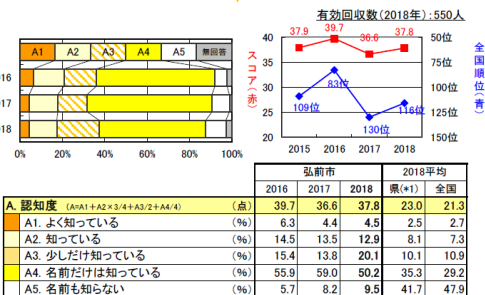 有効回収数(2018年):550人
A1 A2 A3 A4 A5 無回答
016
017
018
0% 20% 40% 60% 80% 100%
スコア(赤)
40
35
30
25
20
37.9 39.7 36.6 37.8
109位 83位 130位 116位
2015 2016 2017 2018
50位
75位
100位
125位
150位
全国順位(青)
弘前市 2018平均
2016 2017 2018 県(*1) 全国
A. 認知度 (A=A1+A2×3/4+A3/2+A4/4) (点) 39.7 36.6 37.8 23.0 21.3
A1. よく知っている (%) 6.3 4.4 4.5 2.5 2.7
A2. 知っている (%) 14.5 13.5 12.9 8.1 7.3
A3. 少しだけ知っている (%) 15.4 13.8 20.1 10.1 10.9
A4. 名前だけは知っている (%) 55.9 59.0 50.2 35.3 29.2
A5. 名前も知らない (%) 5.7 8.2 9.5 41.7 47.9